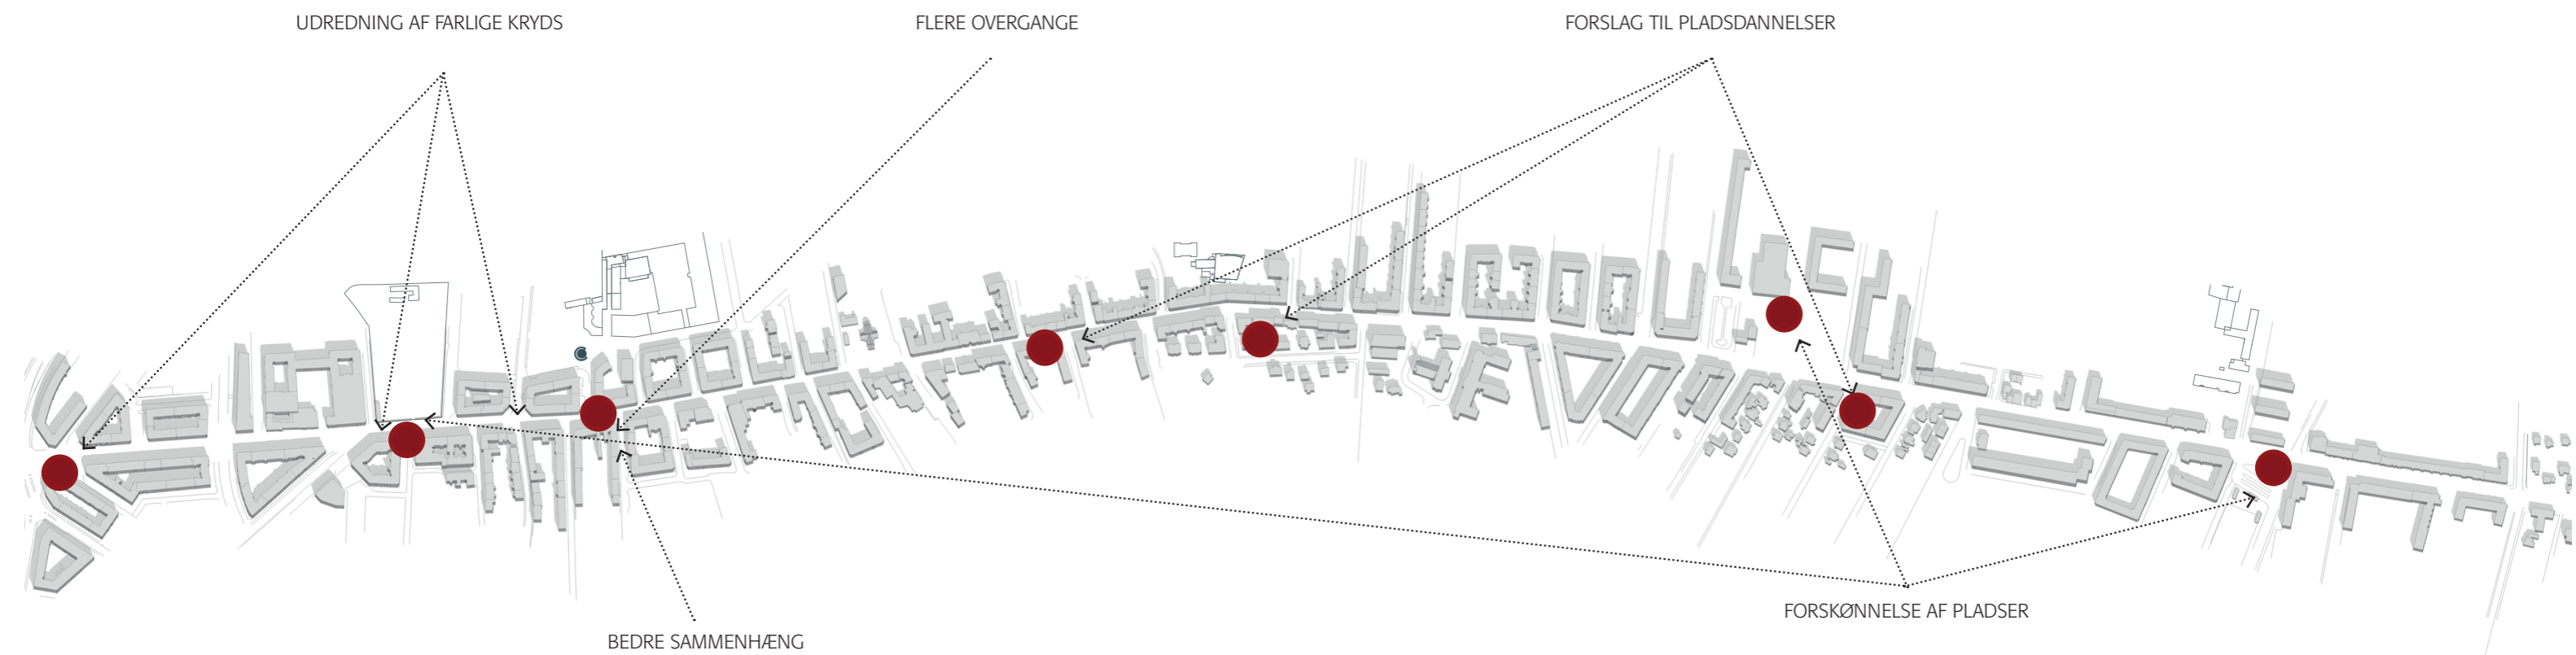 UDREDNING AF FARLIGE KRYDS
FLERE OVERGANGE
FORSLAG TIL PLADSDANNELSER
FORSKØNNELSE AF PLADSER
BEDRE SAMMENHÆNG